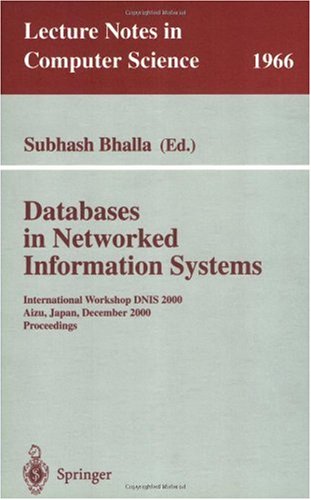 Lecture Notes in
Computer Science 1966
Subhash Bhalla (Ed.)
Databases
in Networked
Information Systems
International Workshop DNIS 2000
Aizu, Japan, December 2000
Proceedings
Springer